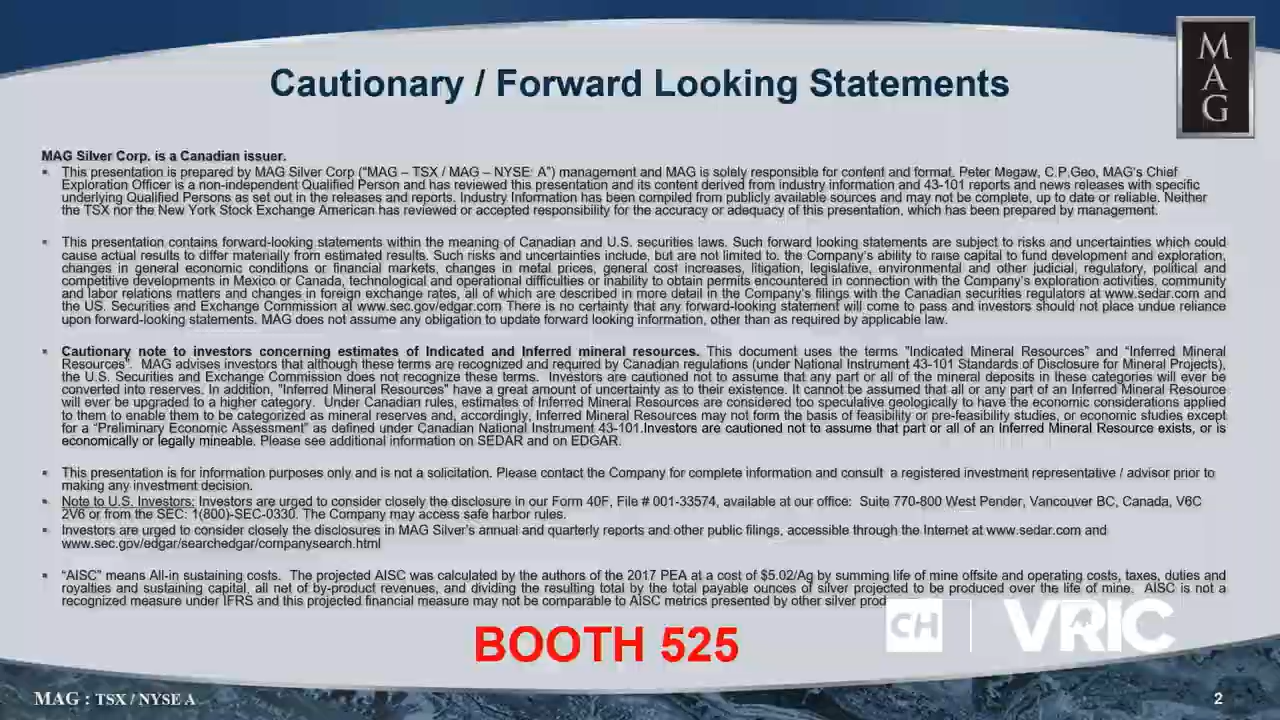 M
A
G
Cautionary / Forward Looking Statements
MAG Silver Corp. is a Canadian issuer.
▪ This presentation is prepared by MAG Silver Corp (“MAG – TSX / MAG – NYSE: A”) management and MAG is solely responsible for content and format. Peter Megaw, C.P.Geo, MAG’s Chief
Exploration Officer is a non-independent Qualified Person and has reviewed this presentation and its content derived from industry information and 43-101 reports and news releases with specific
underlying Qualified Persons as set out in the releases and reports. Industry Information has been compiled from publicly available sources and may not be complete, up to date or reliable. Neither
the TSX nor the New York Stock Exchange American has reviewed or accepted responsibility for the accuracy or adequacy of this presentation, which has been prepared by management.
▪ This presentation contains forward-looking statements within the meaning of Canadian and U.S. securities laws. Such forward looking statements are subject to risks and uncertainties which could
cause actual results to differ materially from estimated results. Such risks and uncertainties include, but are not limited to, the Company’s ability to raise capital to fund development and exploration,
changes in general economic conditions or financial markets, changes in metal prices, general cost increases, litigation, legislative, environmental and other judicial, regulatory, political and
competitive developments in Mexico or Canada, technological and operational difficulties or inability to obtain permits encountered in connection with the Company’s exploration activities, community
and labor relations matters and changes in foreign exchange rates, all of which are described in more detail in the Company’s filings with the Canadian securities regulators at www.sedar.com and
the US. Securities and Exchange Commission at www.sec.gov/edgar.com There is no certainty that any forward-looking statement will come to pass and investors should not place undue reliance
upon forward-looking statements. MAG does not assume any obligation to update forward looking information, other than as required by applicable law.
▪ Cautionary note to investors concerning estimates of Indicated and Inferred mineral resources. This document uses the terms "Indicated Mineral Resources” and “Inferred Mineral
Resources”. MAG advises investors that although these terms are recognized and required by Canadian regulations (under National Instrument 43-101 Standards of Disclosure for Mineral Projects),
the U.S. Securities and Exchange Commission does not recognize these terms. Investors are cautioned not to assume that any part or all of the mineral deposits in these categories will ever be
converted into reserves. In addition, "Inferred Mineral Resources" have a great amount of uncertainty as to their existence. It cannot be assumed that all or any part of an Inferred Mineral Resource
will ever be upgraded to a higher category. Under Canadian rules, estimates of Inferred Mineral Resources are considered to speculative geologically to have the economic considerations applied
to them to enable them to be categorized as mineral reserves and, accordingly, Inferred Mineral Resources may not form the basis of feasibility or pre-feasibility studies, or economic studies except
for a “Preliminary Economic Assessment” as defined under Canadian National Instrument 43-101.Investors are cautioned not to assume that part or all of an Inferred Mineral Resource exists, or is
economically or legally mineable. Please see additional information on SEDAR and on EDGAR.
▪ This presentation is for information purposes only and is not a solicitation. Please contact the Company for complete information and consult a registered investment representative / advisor prior to
making any investment decision.
▪ Note to U.S. Investors: Investors are urged to consider closely the disclosure in our Form 40F, File # 001-33574, available at our office: Suite 770-800 West Pender, Vancouver BC, Canada, V6C
2V6 or from the SEC: 1(800)-SEC-0330. The Company may access safe harbor rules.
▪ Investors are urged to consider closely the disclosures in MAG Silver’s annual and quarterly reports and other public filings, accessible through the Internet at www.sedar.com and
www.sec.gov/edgar/searchedgar/companysearch.html
▪ “AISC” means All-in sustaining costs. The projected AISC was calculated by the authors of the 2017 PEA at a cost of $5.02/Ag by summing life of mine offsite and operating costs, taxes, duties and
royalties and sustaining capital, all net of by-product revenues, and dividing the resulting total by the total payable ounces of silver projected to be produced over the life of mine. AISC is not a
recognized measure under IFRS and this projected financial measure may not be comparable to AISC metrics presented by other silver prod
CH VRIC
BOOTH 525
MAG : TSX / NYSE A
2